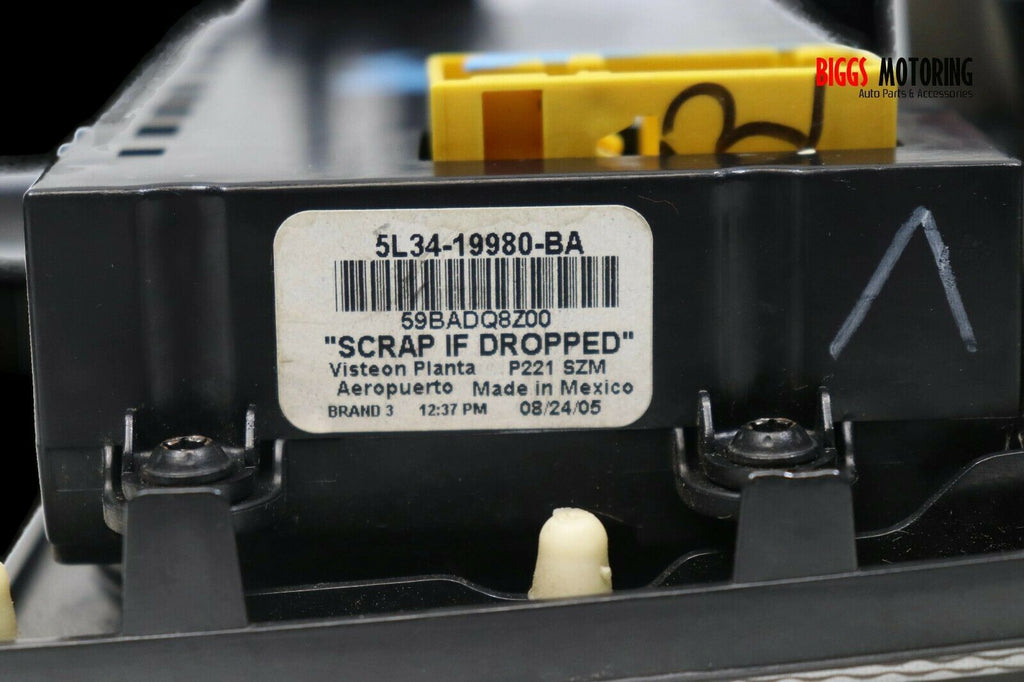 BIGGS MOTORING
Auto Parts & Accessories
13
5L34-19980-BA
59BADQ8Z00
"SCRAP IF DROPPED"
Visteon Planta P221 SZM
Aeropuerto Made in Mexico
BRAND 3 12:37 PM 08/24/05